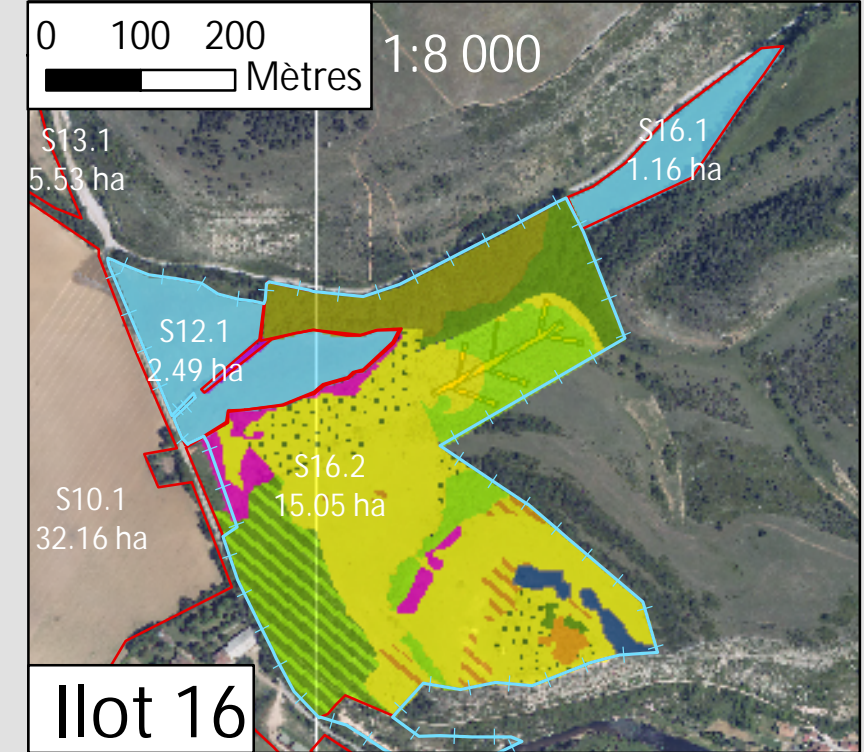 0 100 200
Mètres
1:8 000
S13.1
5.53 ha
S16.1
1.16 ha
S12.1
2.49 ha
S16.2
15.05 ha
S10.1
32.16 ha
Ilot 16